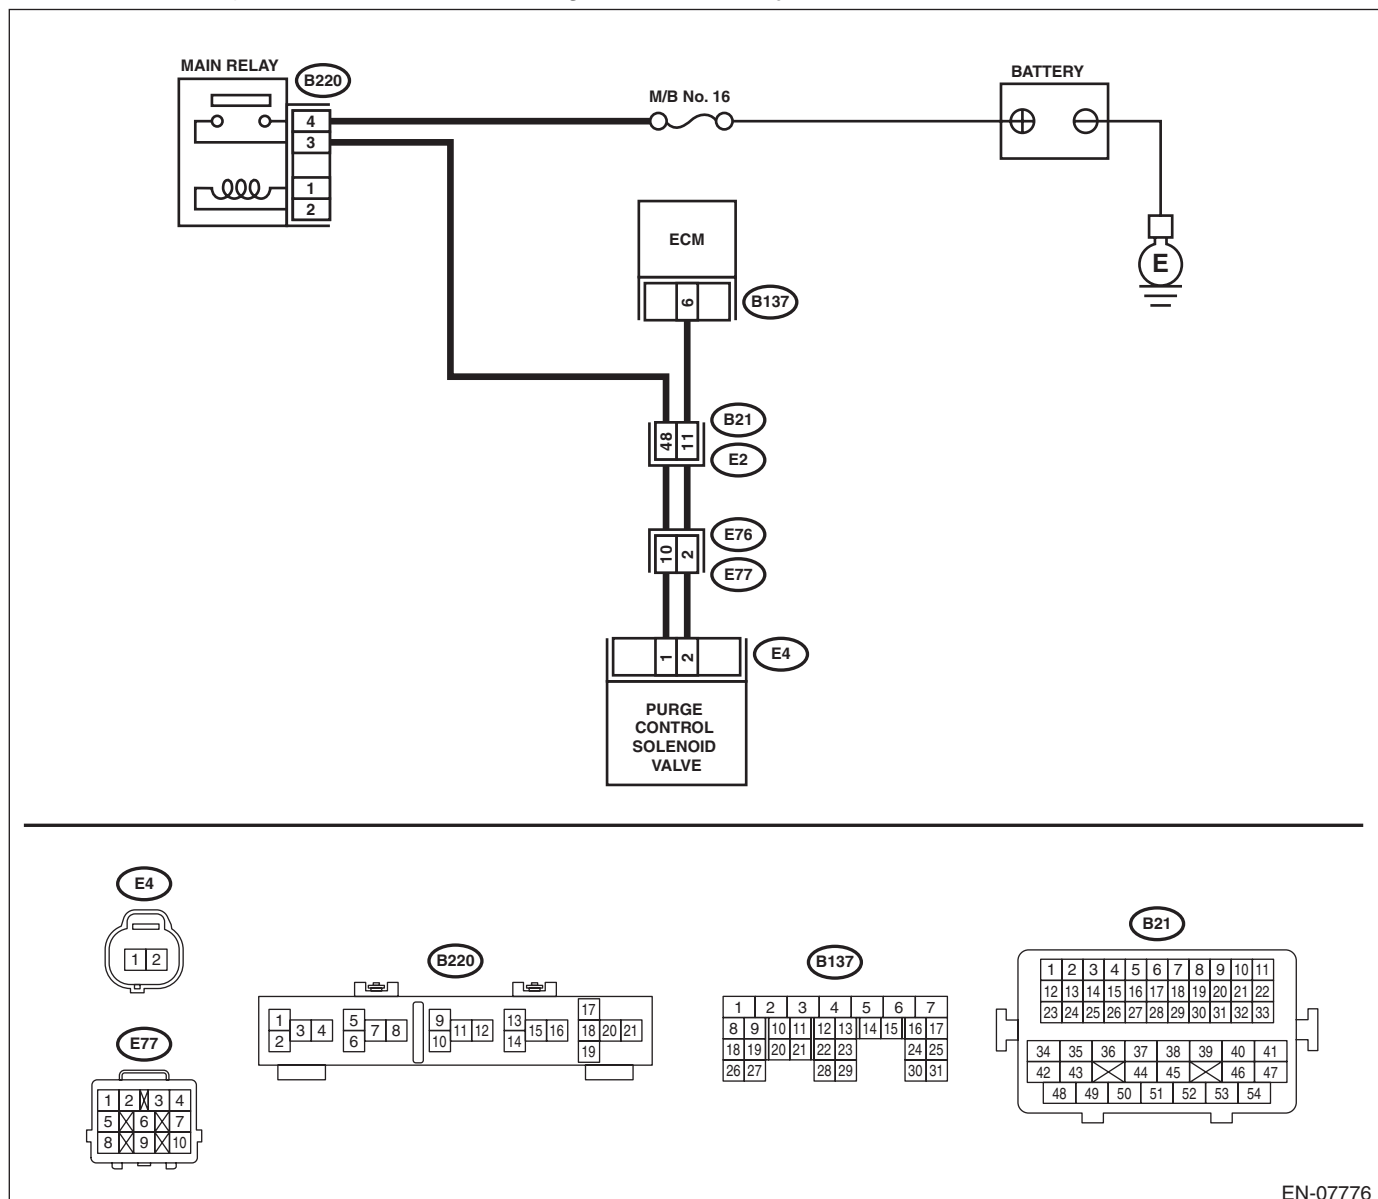 MAIN RELAY
B220
4
3
1
2
M/B No. 16
BATTERY
E
ECM
6
B137
48 11
B21
E2
10 2
E76
E77
1 2
E4
PURGE
CONTROL
SOLENOID
VALVE
E4
1 2
E77
1 2 3 4
5 6 7
8 9 10
B220
1 2 3 4
5 6 7 8
9 10 11 12
13 14 15 16
17 18 19 20 21
B137
1 2 3 4 5 6 7
8 9 10 11 12 13 14 15 16 17
18 19 20 21 22 23 24 25
26 27 28 29 30 31
B21
1 2 3 4 5 6 7 8 9 10 11
12 13 14 15 16 17 18 19 20 21 22
23 24 25 26 27 28 29 30 31 32 33
34 35 36 37 38 39 40 41
42 43 44 45 46 47
48 49 50 51 52 53 54
EN-07776